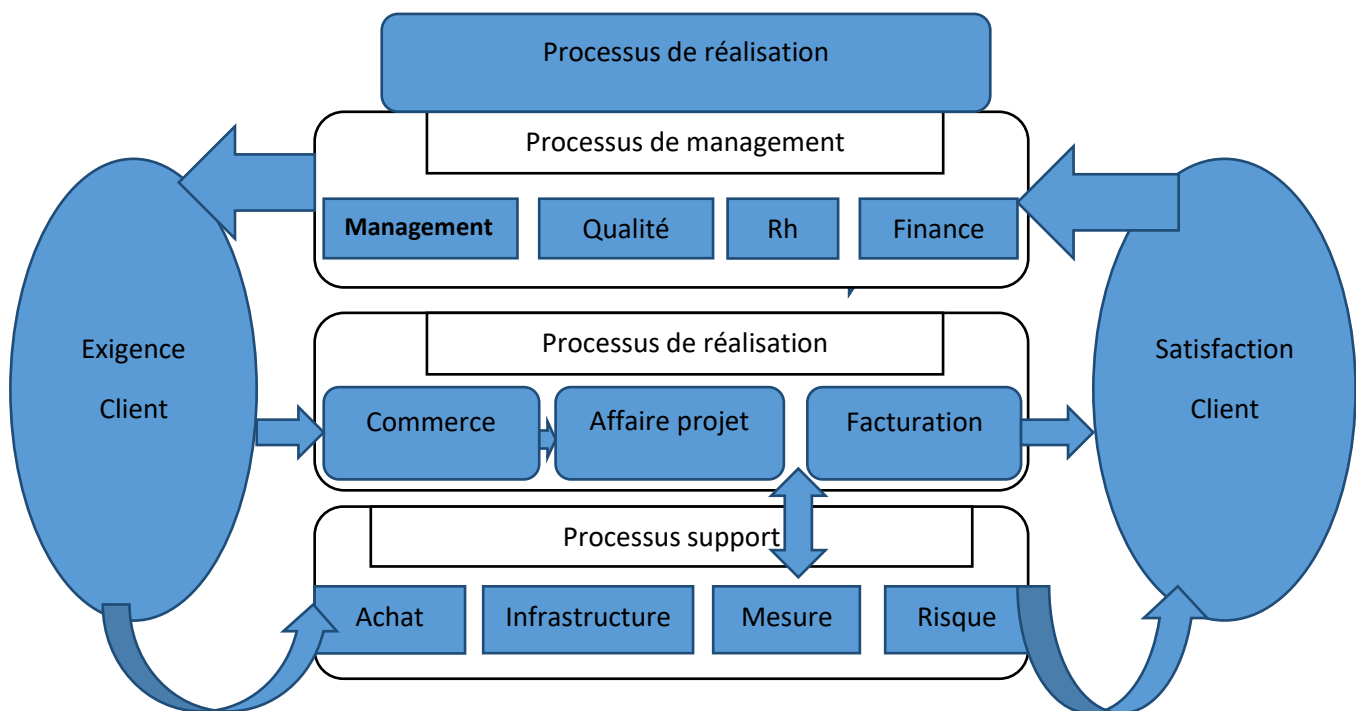 Processus de réalisation
Processus de management
Management
Qualité
Rh
Finance
Exigence
Client
Processus de réalisation
Commerce
Affaire projet
Facturation
Satisfaction
Client
Processus support
Achat
Infrastructure
Mesure
Risque